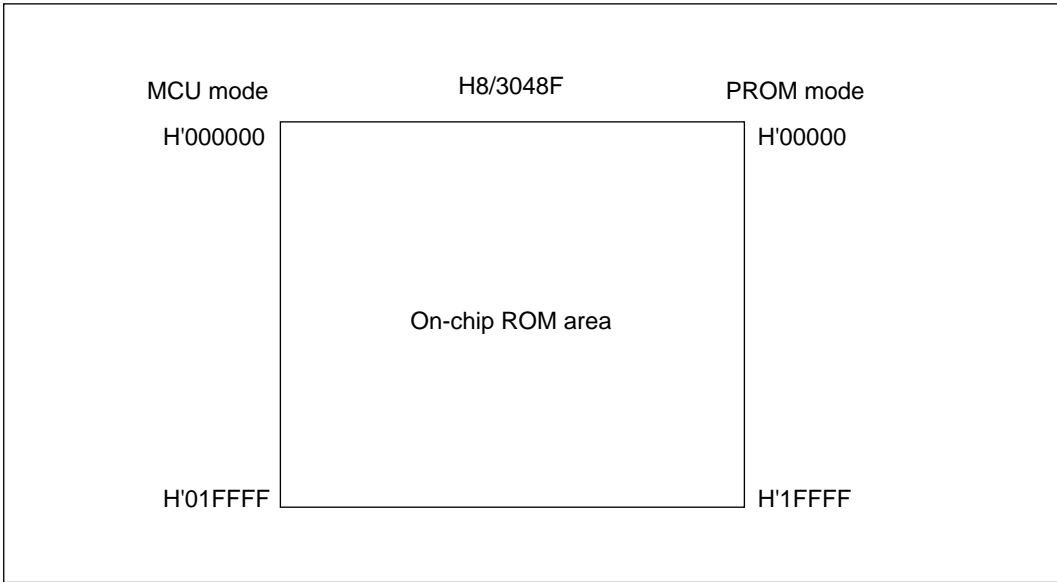 H8/3048F
MCU mode
PROM mode
H'000000
H'00000
On-chip ROM area
H'01FFFF
H'1FFFF